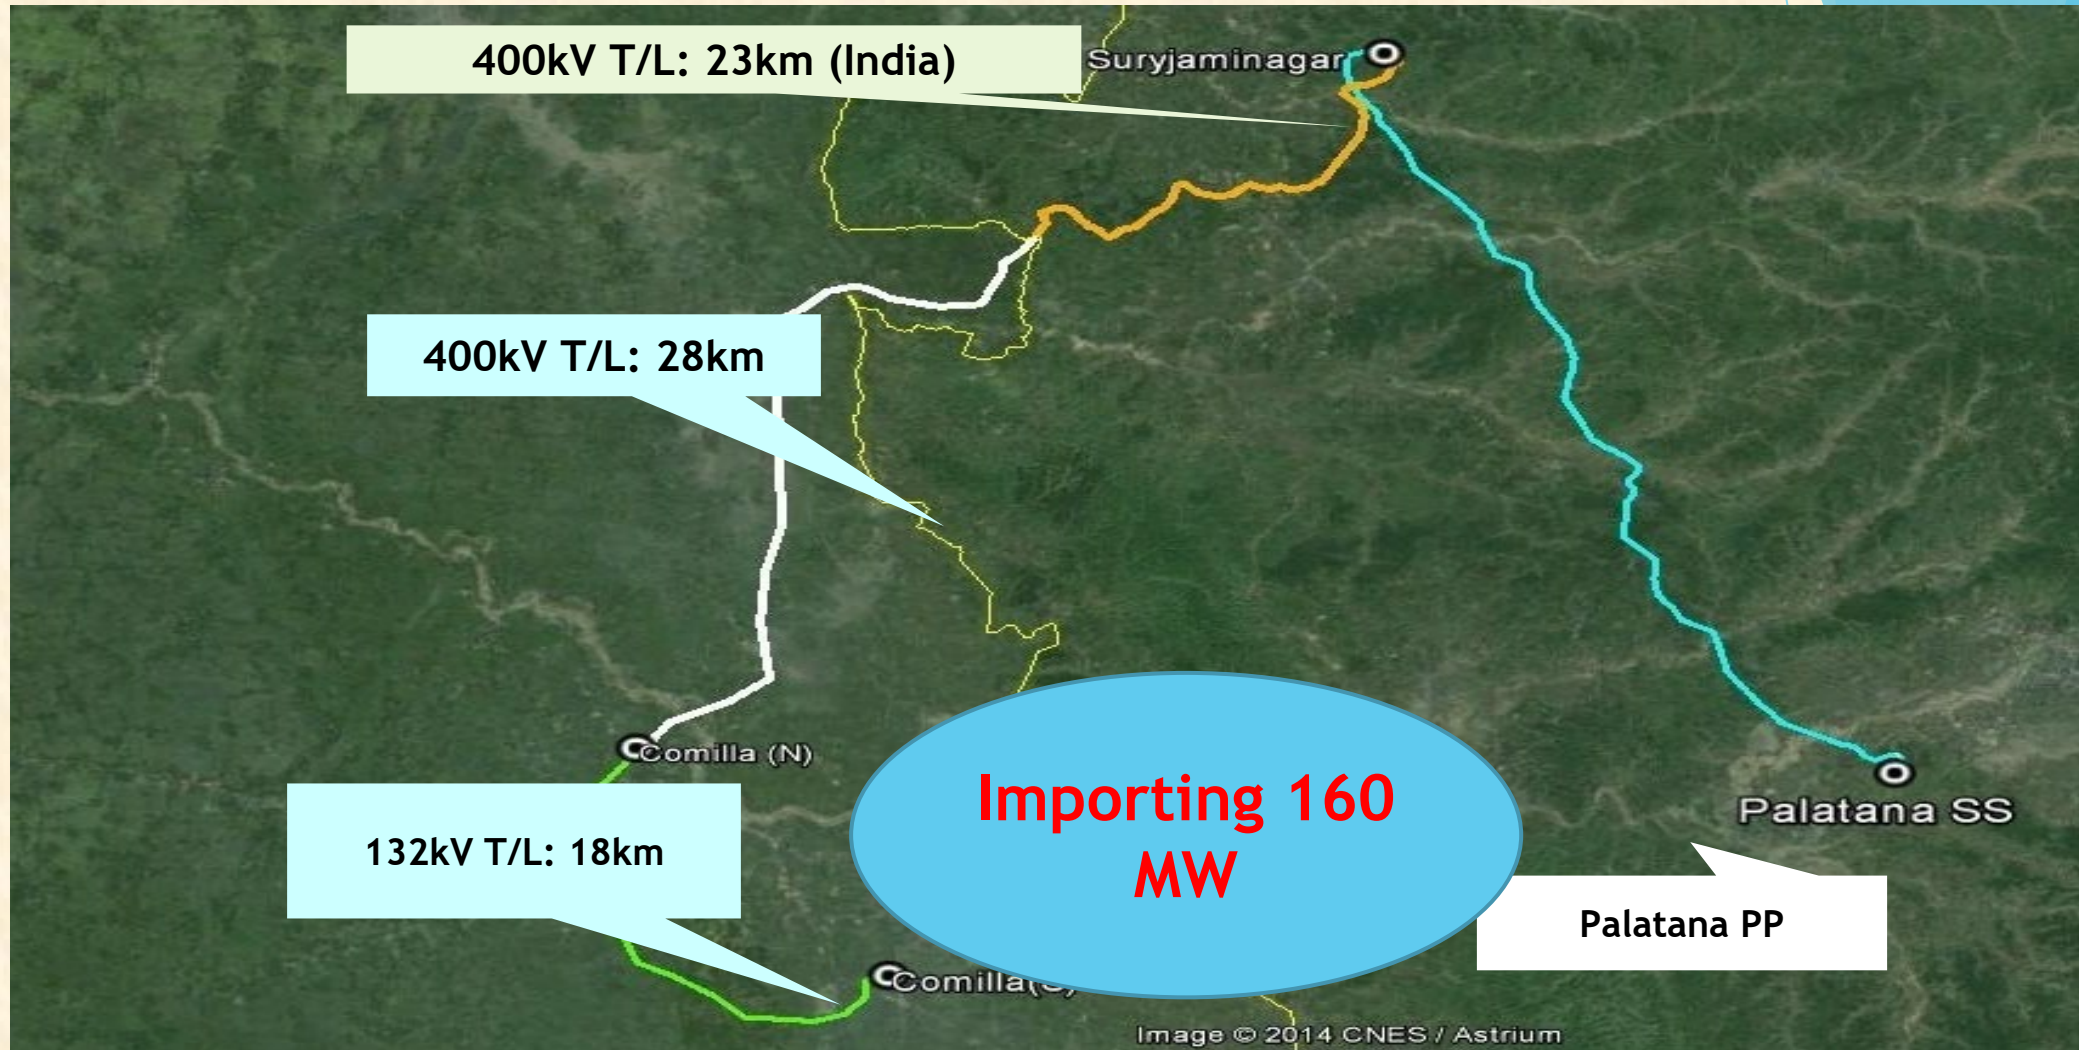 400kV T/L: 23km (India)
Suryjaminagar
400kV T/L: 28km
Comilla (N)
Importing 160
MW
132kV T/L: 18km
Palatana SS
Palatana PP
Comilla(
Image © 2014 CNES / Astrium